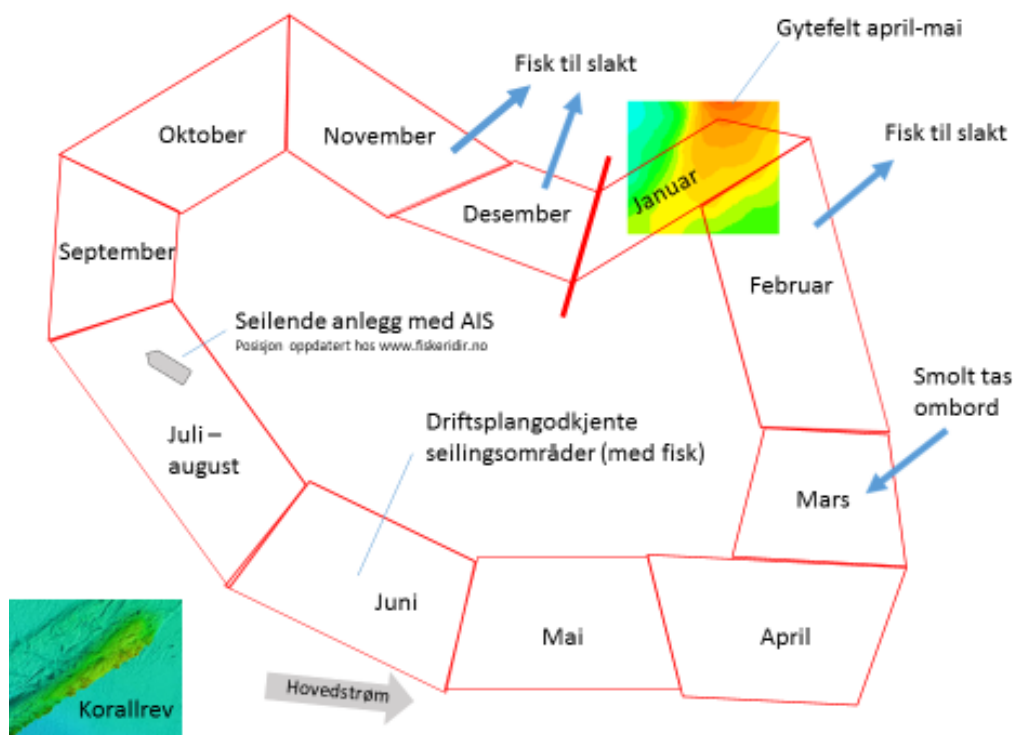 Gytefelt april-mai
Fisk til slakt
Fisk til slakt
Oktober
November
Januar
Desember
September
Februar
Seilende anlegg med AIS
Posisjon oppdatert hos www.fiskeridir.no
Smolt tas
ombord
Driftsplangodkjente
seilingsområder (med fisk)
Juli –
august
Mars
Juni
Mai
April
Hovedstrøm
Korallrev